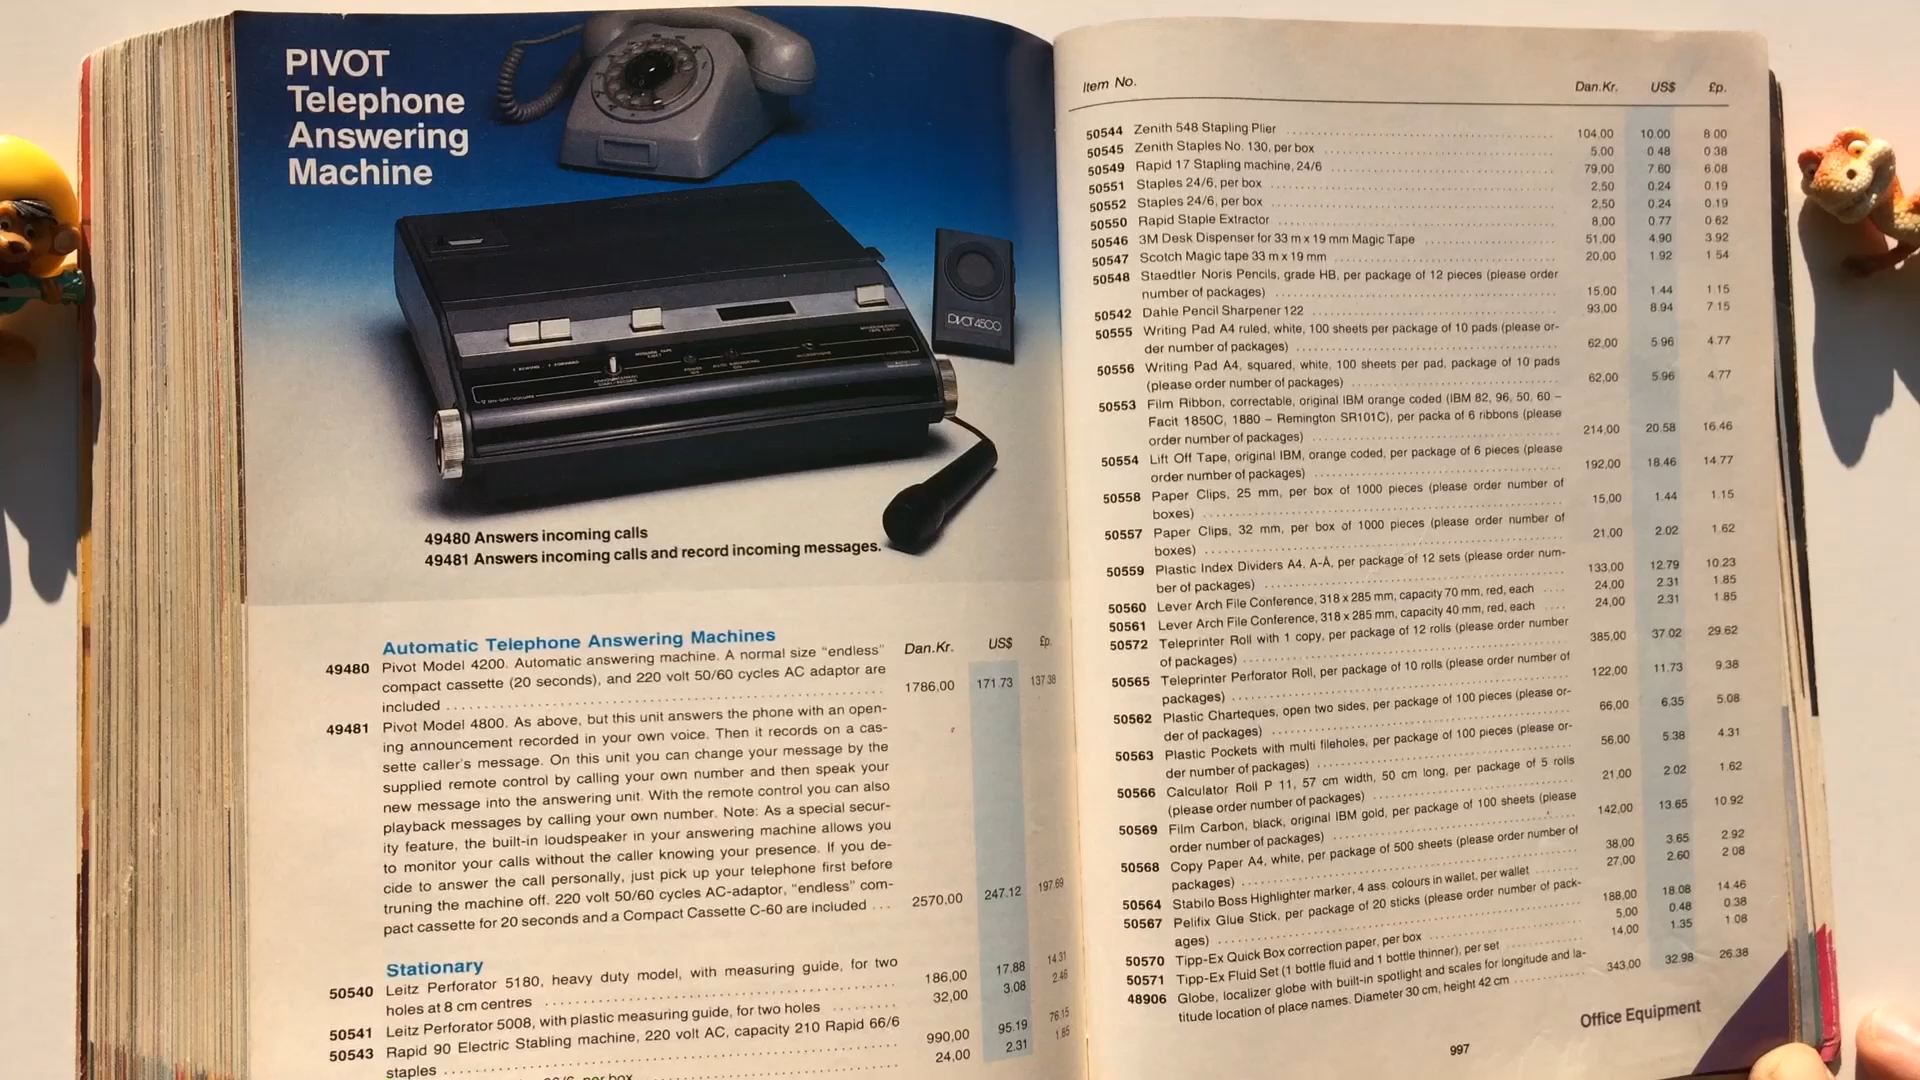 PIVOT
Telephone
Answering
Machine
PIVOT 4500
49480 Answers incoming calls
49481 Answers incoming calls and record incoming messages.
Automatic Telephone Answering Machines
Dan.Kr. US$ £p.
49480 Pivot Model 4200. Automatic answering machine. A normal size "endless"
compact cassette (20 seconds), and 220 volt 50/60 cycles AC adaptor are
included 1786,00 171.73 137.38
49481 Pivot Model 4800. As above, but this unit answers the phone with an open-
ing announcement recorded in your own voice. Then it records on a cas-
sette caller's message. On this unit you can change your message by the
supplied remote control by calling your own number and then speak your
new message into the answering unit. With the remote control you can also
playback messages by calling your own number. Note: As a special secur-
ity feature, the built-in loudspeaker in your answering machine allows you
to monitor your calls without the caller knowing your presence. If you de-
cide to answer the call personally, just pick up your telephone first before
truning the machine off. 220 volt 50/60 cycles AC-adaptor, "endless" com-
pact cassette for 20 seconds and a Compact Cassette C-60 are included ... 2570,00 247.12 197.69
Stationary
50540 Leitz Perforator 5180, heavy duty model, with measuring guide, for two
holes at 8 cm centres 186,00 17.88 14.31
50541 Leitz Perforator 5008, with plastic measuring guide, for two holes 32,00 3.08 2.46
50543 Rapid 90 Electric Stabling machine, 220 volt AC, capacity 210 Rapid 66/6
staples 990,00 95.19 76.15
per box 24,00 2.31 1.85
Item No. Dan.Kr. US$ £p.
50544 Zenith 548 Stapling Plier 104,00 10.00 8.00
50545 Zenith Staples No. 130, per box 5,00 0.48 0.38
50549 Rapid 17 Stapling machine, 24/6 79,00 7.60 6.08
50551 Staples 24/6, per box 2,50 0.24 0.19
50552 Staples 24/6, per box 2,50 0.24 0.19
50550 Rapid Staple Extractor 8,00 0.77 0.62
50546 3M Desk Dispenser for 33 m x 19 mm Magic Tape 51,00 4.90 3.92
50547 Scotch Magic tape 33 m x 19 mm 20,00 1.92 1.54
50548 Staedtler Noris Pencils, grade HB, per package of 12 pieces (please order
number of packages) 15,00 1.44 1.15
50542 Dahle Pencil Sharpener 122 93,00 8.94 7.15
50555 Writing Pad A4 ruled, white, 100 sheets per package of 10 pads (please or-
der number of packages) 62,00 5.96 4.77
50556 Writing Pad A4, squared, white, 100 sheets per pad, package of 10 pads
(please order number of packages) 62,00 5.96 4.77
50553 Film Ribbon, correctable, original IBM orange coded (IBM 82, 96, 50, 60 –
Facit 1850C, 1880 – Remington SR101C), per packa of 6 ribbons (please
order number of packages) 214,00 20.58 16.46
50554 Lift Off Tape, original IBM, orange coded, per package of 6 pieces (please
order number of packages) 192,00 18.46 14.77
50558 Paper Clips, 25 mm, per box of 1000 pieces (please order number of
boxes) 15,00 1.44 1.15
50557 Paper Clips, 32 mm, per box of 1000 pieces (please order number of
boxes) 21,00 2.02 1.62
50559 Plastic Index Dividers A4, A-Å, per package of 12 sets (please order num-
ber of packages) 133,00 12.79 10.23
50560 Lever Arch File Conference, 318 x 285 mm, capacity 70 mm, red, each 24,00 2.31 1.85
50561 Lever Arch File Conference, 318 x 285 mm, capacity 40 mm, red, each 24,00 2.31 1.85
50572 Teleprinter Roll with 1 copy, per package of 12 rolls (please order number
of packages) 385,00 37.02 29.62
50565 Teleprinter Perforator Roll, per package of 10 rolls (please order number of
packages) 122,00 11.73 9.38
50562 Plastic Charteques, open two sides, per package of 100 pieces (please or-
der of packages) 66,00 6.35 5.08
50563 Plastic Pockets with multi fileholes, per package of 100 pieces (please or-
der number of packages) 56,00 5.38 4.31
50566 Calculator Roll P 11, 57 cm width, 50 cm long, per package of 5 rolls
(please order number of packages) 21,00 2.02 1.62
50569 Film Carbon, black, original IBM gold, per package of 100 sheets (please
order number of packages) 142,00 13.65 10.92
50568 Copy Paper A4, white, per package of 500 sheets (please order number of
packages) 38,00 3.65 2.92
50564 Stabilo Boss Highlighter marker, 4 ass. colours in wallet, per wallet 27,00 2.60 2.08
50567 Pelifix Glue Stick, per package of 20 sticks (please order number of pack-
ages) 188,00 18.08 14.46
50570 Tipp-Ex Quick Box correction paper, per box 5,00 0.48 0.38
50571 Tipp-Ex Fluid Set (1 bottle fluid and 1 bottle thinner), per set 14,00 1.35 1.08
48906 Globe, localizer globe with built-in spotlight and scales for longitude and la-
titude location of place names. Diameter 30 cm, height 42 cm 343,00 32.98 26.38
Office Equipment
997